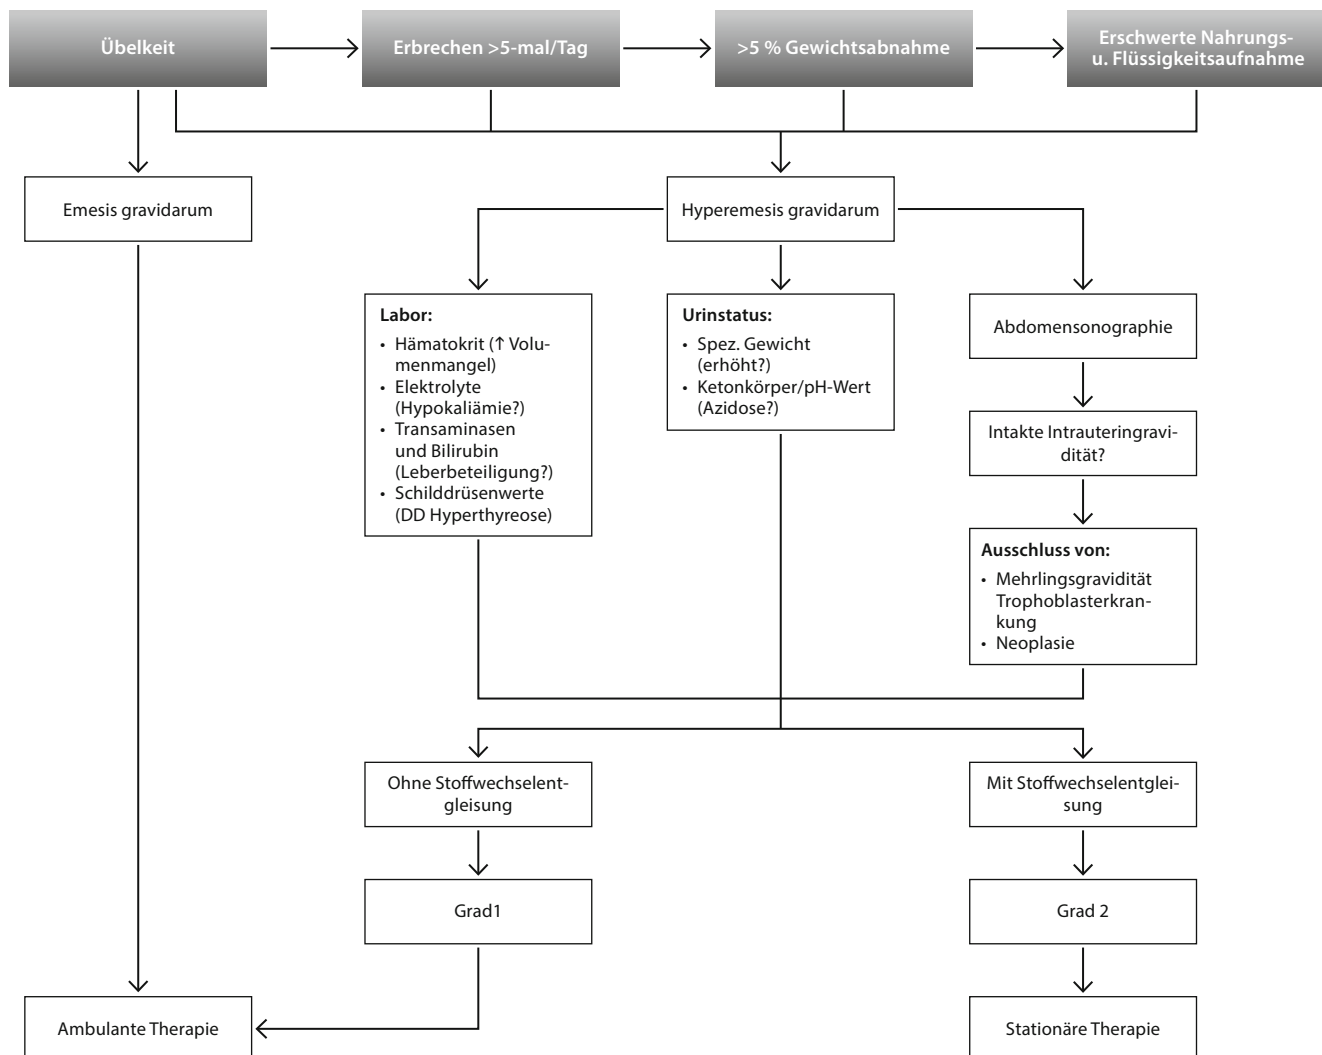 Übelkeit
Erbrechen >5-mal/Tag
>5 % Gewichtsabnahme
Erschwerte Nahrungs-
u. Flüssigkeitsaufnahme
Emesis gravidarum
Hyperemesis gravidarum
Labor:
• Hämatokrit (↑ Volu-
menmangel)
• Elektrolyte
(Hypokaliämie?)
• Transaminasen
und Bilirubin
(Leberbeteiligung?)
• Schilddrüsenwerte
(DD Hyperthyreose)
Urinstatus:
• Spez. Gewicht
(erhöht?)
• Ketonkörper/pH-Wert
(Azidose?)
Abdomensonographie
Intakte Intrauteringravi-
dität?
Ausschluss von:
• Mehrlingsgravidität
Trophoblasterkran-
kung
• Neoplasie
Ohne Stoffwechselent-
gleisung
Mit Stoffwechselentglei-
sung
Grad1
Grad 2
Ambulante Therapie
Stationäre Therapie